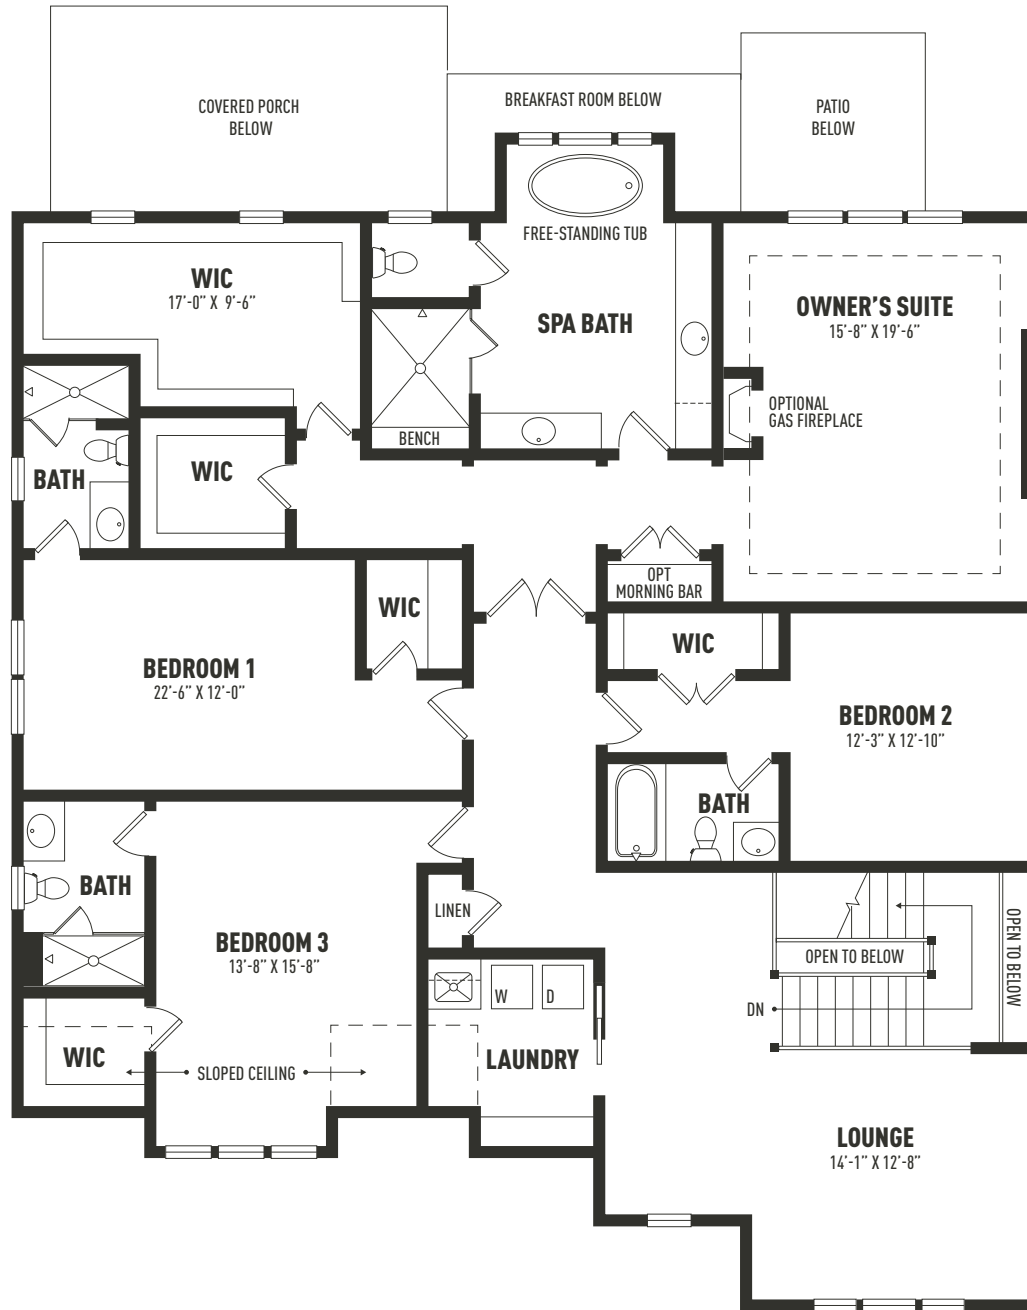 COVERED PORCH
BELOW
BREAKFAST ROOM BELOW
PATIO
BELOW
FREE-STANDING TUB
WIC
17'-0" X 9'-6"
SPA BATH
OWNER'S SUITE
15'-8" X 19'-6"
OPTIONAL
GAS FIREPLACE
BENCH
WIC
BATH
OPT
MORNING BAR
WIC
WIC
BEDROOM 1
22'-6" X 12'-0"
BEDROOM 2
12'-3" X 12'-10"
BATH
BATH
LINEN
OPEN TO BELOW
BEDROOM 3
13'-8" X 15'-8"
OPEN TO BELOW
W
D
DN
WIC
SLOPED CEILING
LAUNDRY
LOUNGE
14'-1" X 12'-8"